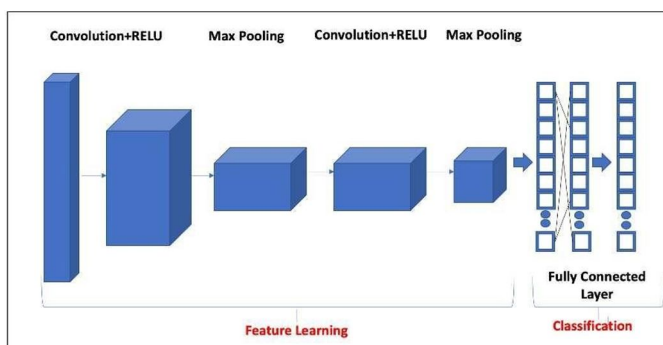 Convolution+RELU
Max Pooling
Convolution+RELU
Max Pooling
Fully Connected
Layer
Feature Learning
Classification